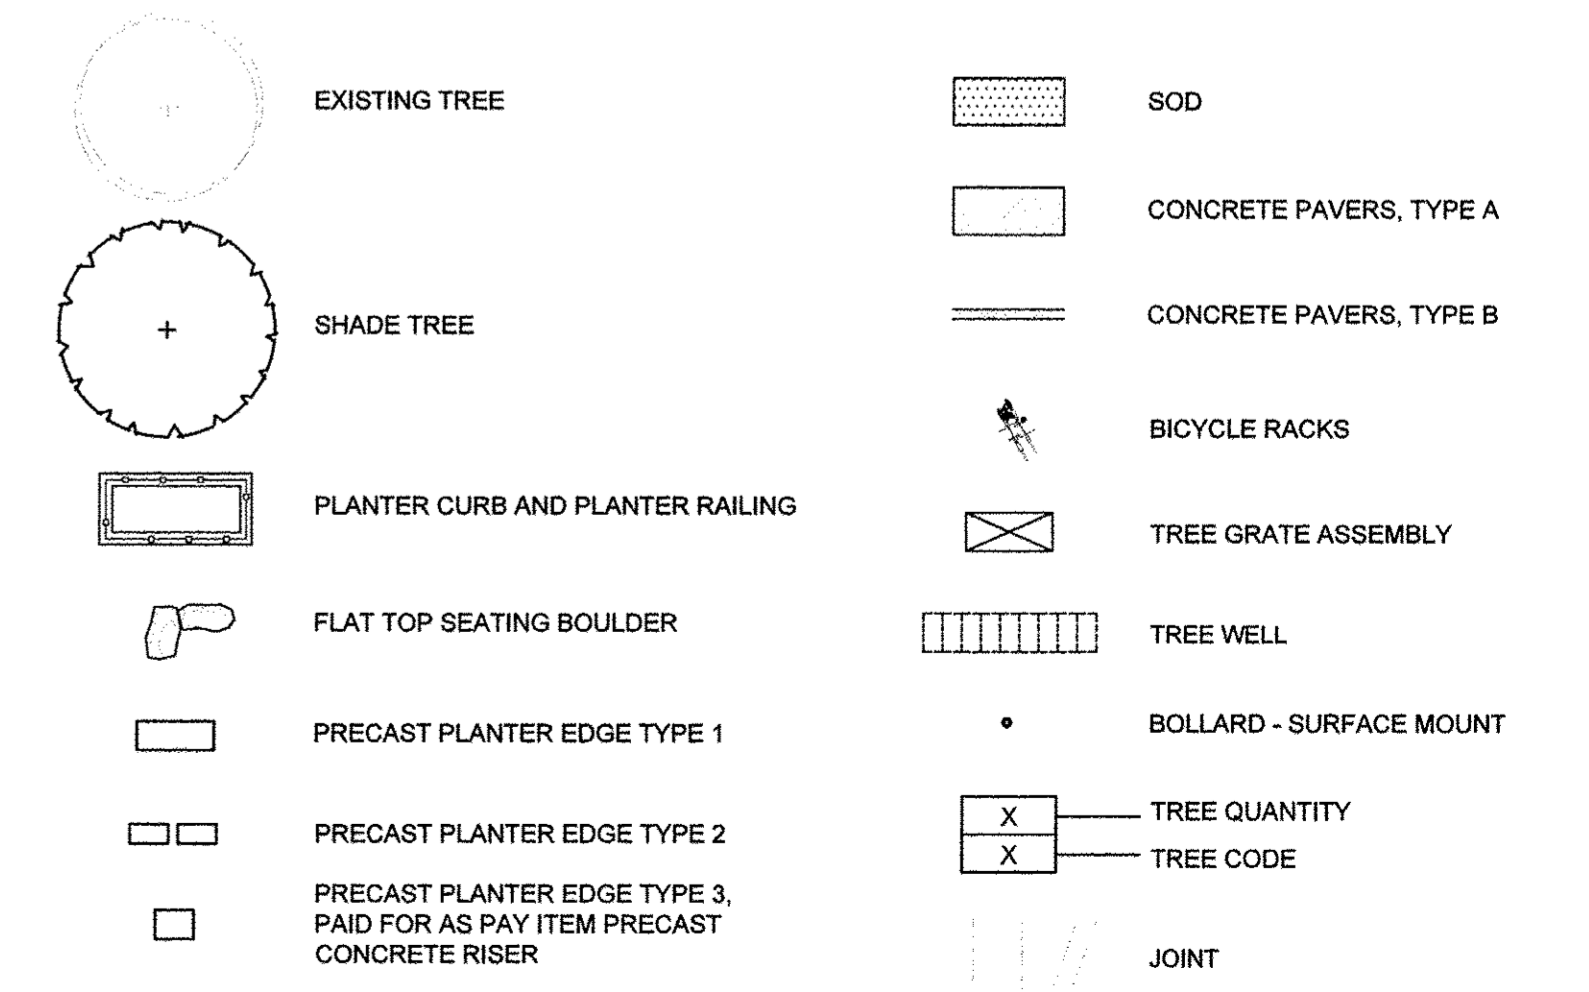 EXISTING TREE
SHADE TREE
PLANTER CURB AND PLANTER RAILING
FLAT TOP SEATING BOULDER
PRECAST PLANTER EDGE TYPE 1
PRECAST PLANTER EDGE TYPE 2
PRECAST PLANTER EDGE TYPE 3,
PAID FOR AS PAY ITEM PRECAST
CONCRETE RISER
SOD
CONCRETE PAVERS, TYPE A
CONCRETE PAVERS, TYPE B
BICYCLE RACKS
TREE GRATE ASSEMBLY
TREE WELL
BOLLARD - SURFACE MOUNT
X TREE QUANTITY
X TREE CODE
JOINT